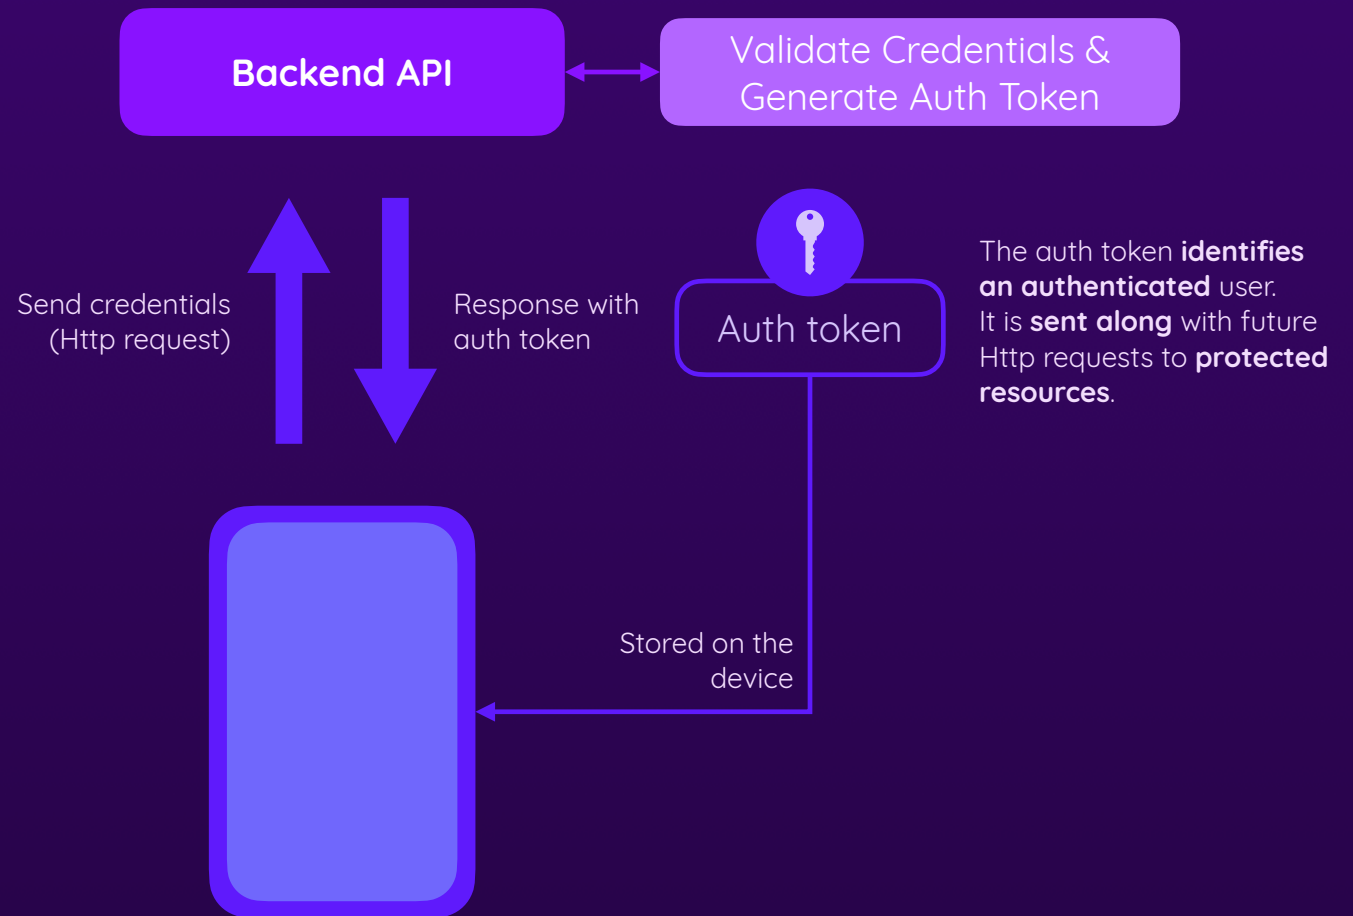 Backend API
Validate Credentials &
Generate Auth Token
Send credentials
(Http request)
Response with
auth token
Auth token
The auth token identifies
an authenticated user.
It is sent along with future
Http requests to protected
resources.
Stored on the
device